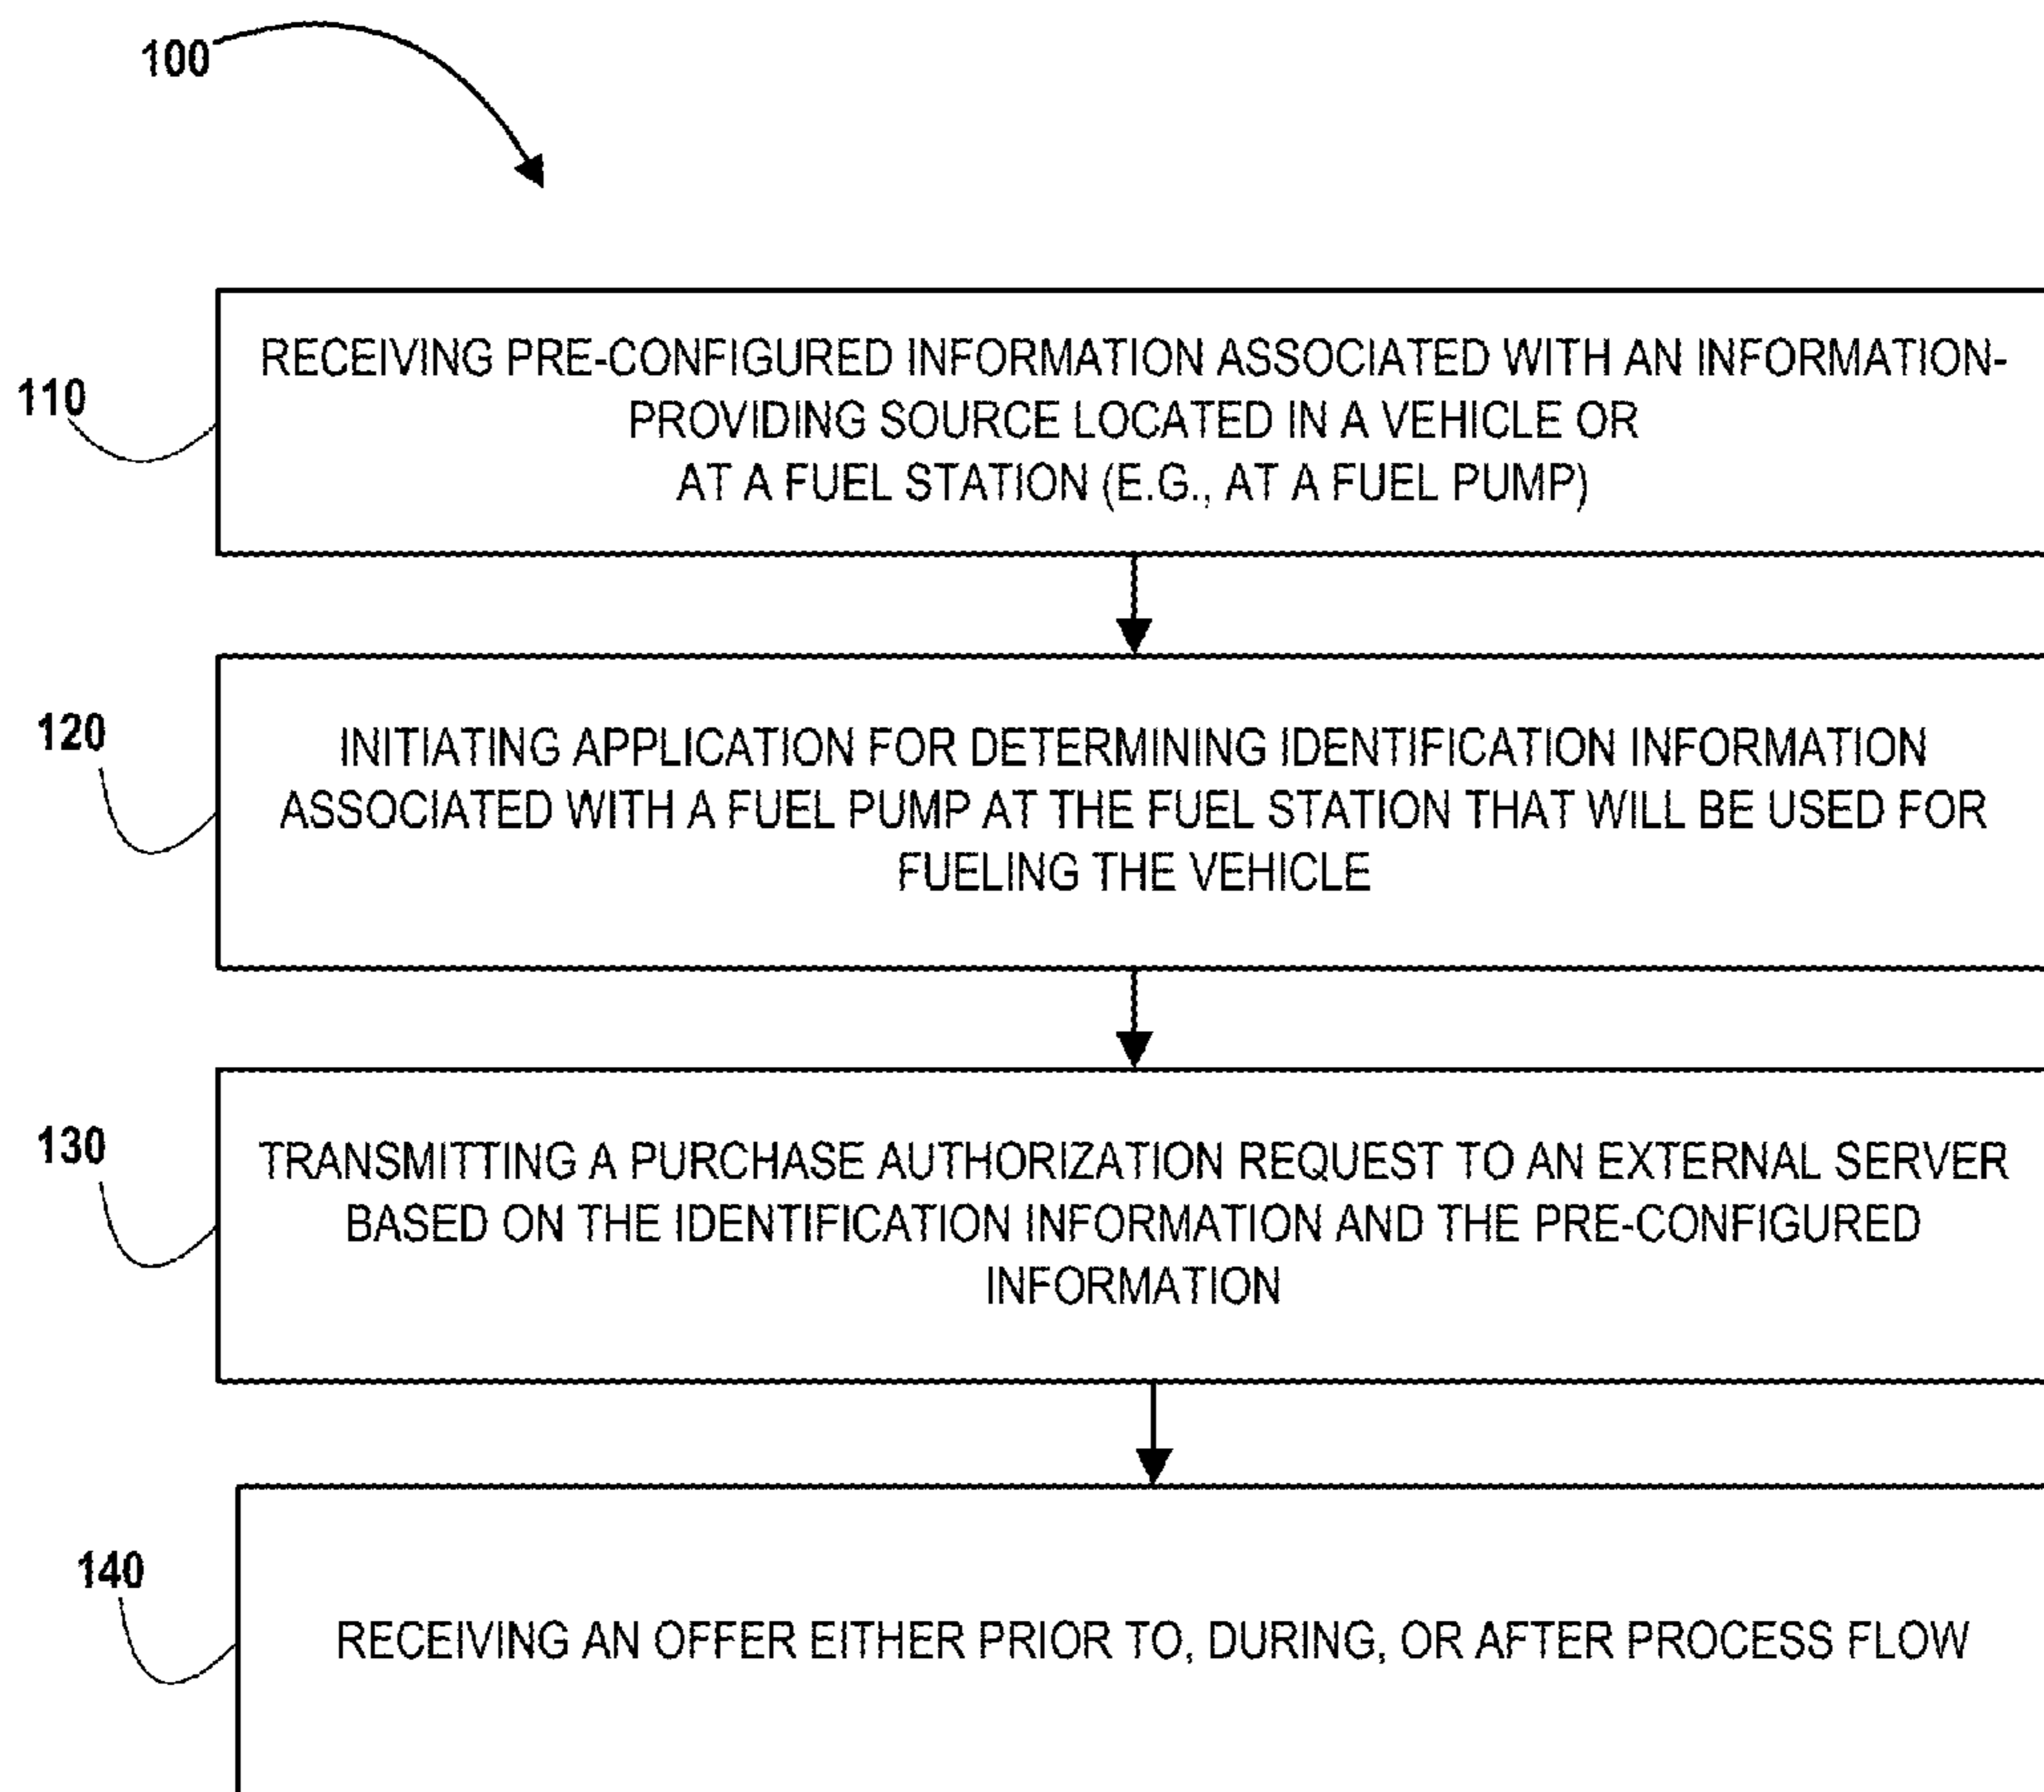 100
110
RECEIVING PRE-CONFIGURED INFORMATION ASSOCIATED WITH AN INFORMATION-
PROVIDING SOURCE LOCATED IN A VEHICLE OR
AT A FUEL STATION (E.G., AT A FUEL PUMP)
120
INITIATING APPLICATION FOR DETERMINING IDENTIFICATION INFORMATION
ASSOCIATED WITH A FUEL PUMP AT THE FUEL STATION THAT WILL BE USED FOR
FUELING THE VEHICLE
130
TRANSMITTING A PURCHASE AUTHORIZATION REQUEST TO AN EXTERNAL SERVER
BASED ON THE IDENTIFICATION INFORMATION AND THE PRE-CONFIGURED
INFORMATION
140
RECEIVING AN OFFER EITHER PRIOR TO, DURING, OR AFTER PROCESS FLOW